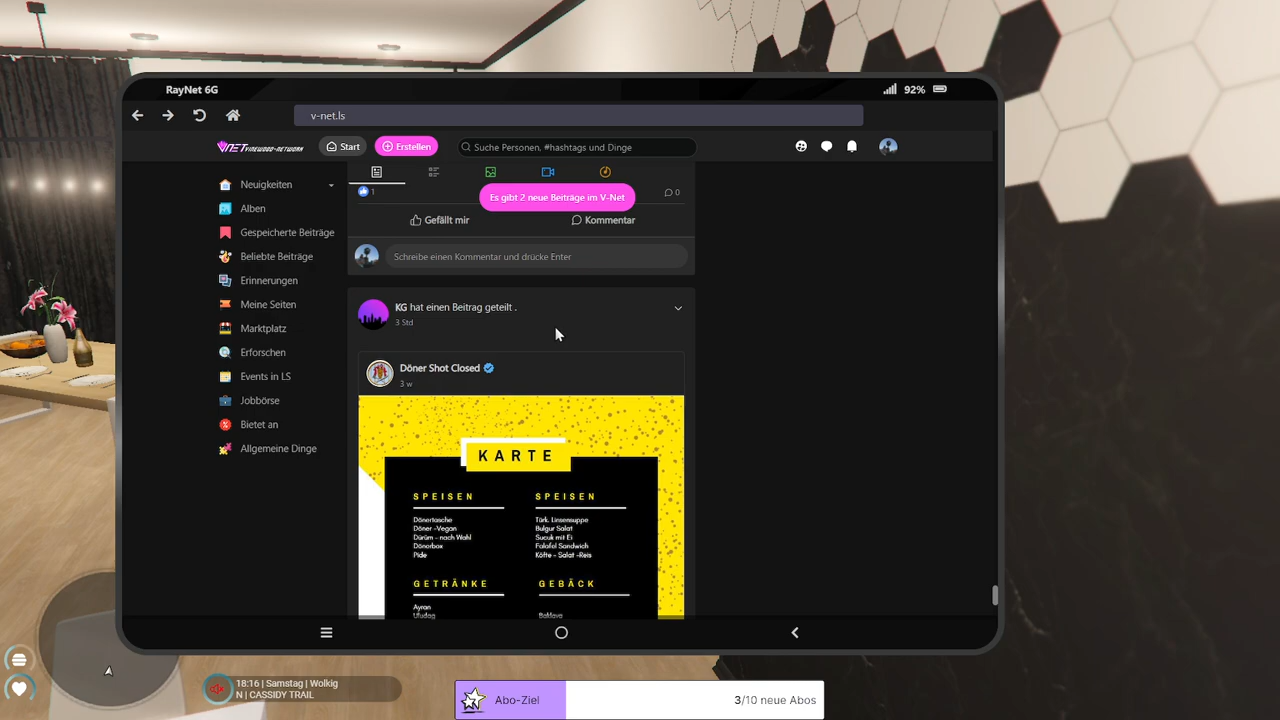 RayNet 6G
92%
v-net.ls
VNET VINEWOOD-NETWORK
Start
Erstellen
Suche Personen, #hashtags und Dinge
Neuigkeiten
Alben
Gespeicherte Beiträge
Beliebte Beiträge
Erinnerungen
Meine Seiten
Marktplatz
Erforschen
Events in LS
Jobbörse
Bietet an
Allgemeine Dinge
1
Es gibt 2 neue Beiträge im V-Net
0
Gefällt mir
Kommentar
Schreibe einen Kommentar und drücke Enter
KG hat einen Beitrag geteilt .
3 Std
Döner Shot Closed
3 w
KARTE
SPEISEN
Dönertasche
Döner -Vegan
Dürüm - nach Wahl
Dönerbox
Pide
SPEISEN
Türk. Linsensuppe
Bulgur Salat
Sucuk mit Ei
Falafel Sandwich
Köfte - Salat -Reis
GETRÄNKE
Ayran
Uludag
GEBÄCK
Baklava
18:16 | Samstag | Wolkig
N | CASSIDY TRAIL
Abo-Ziel
3/10 neue Abos